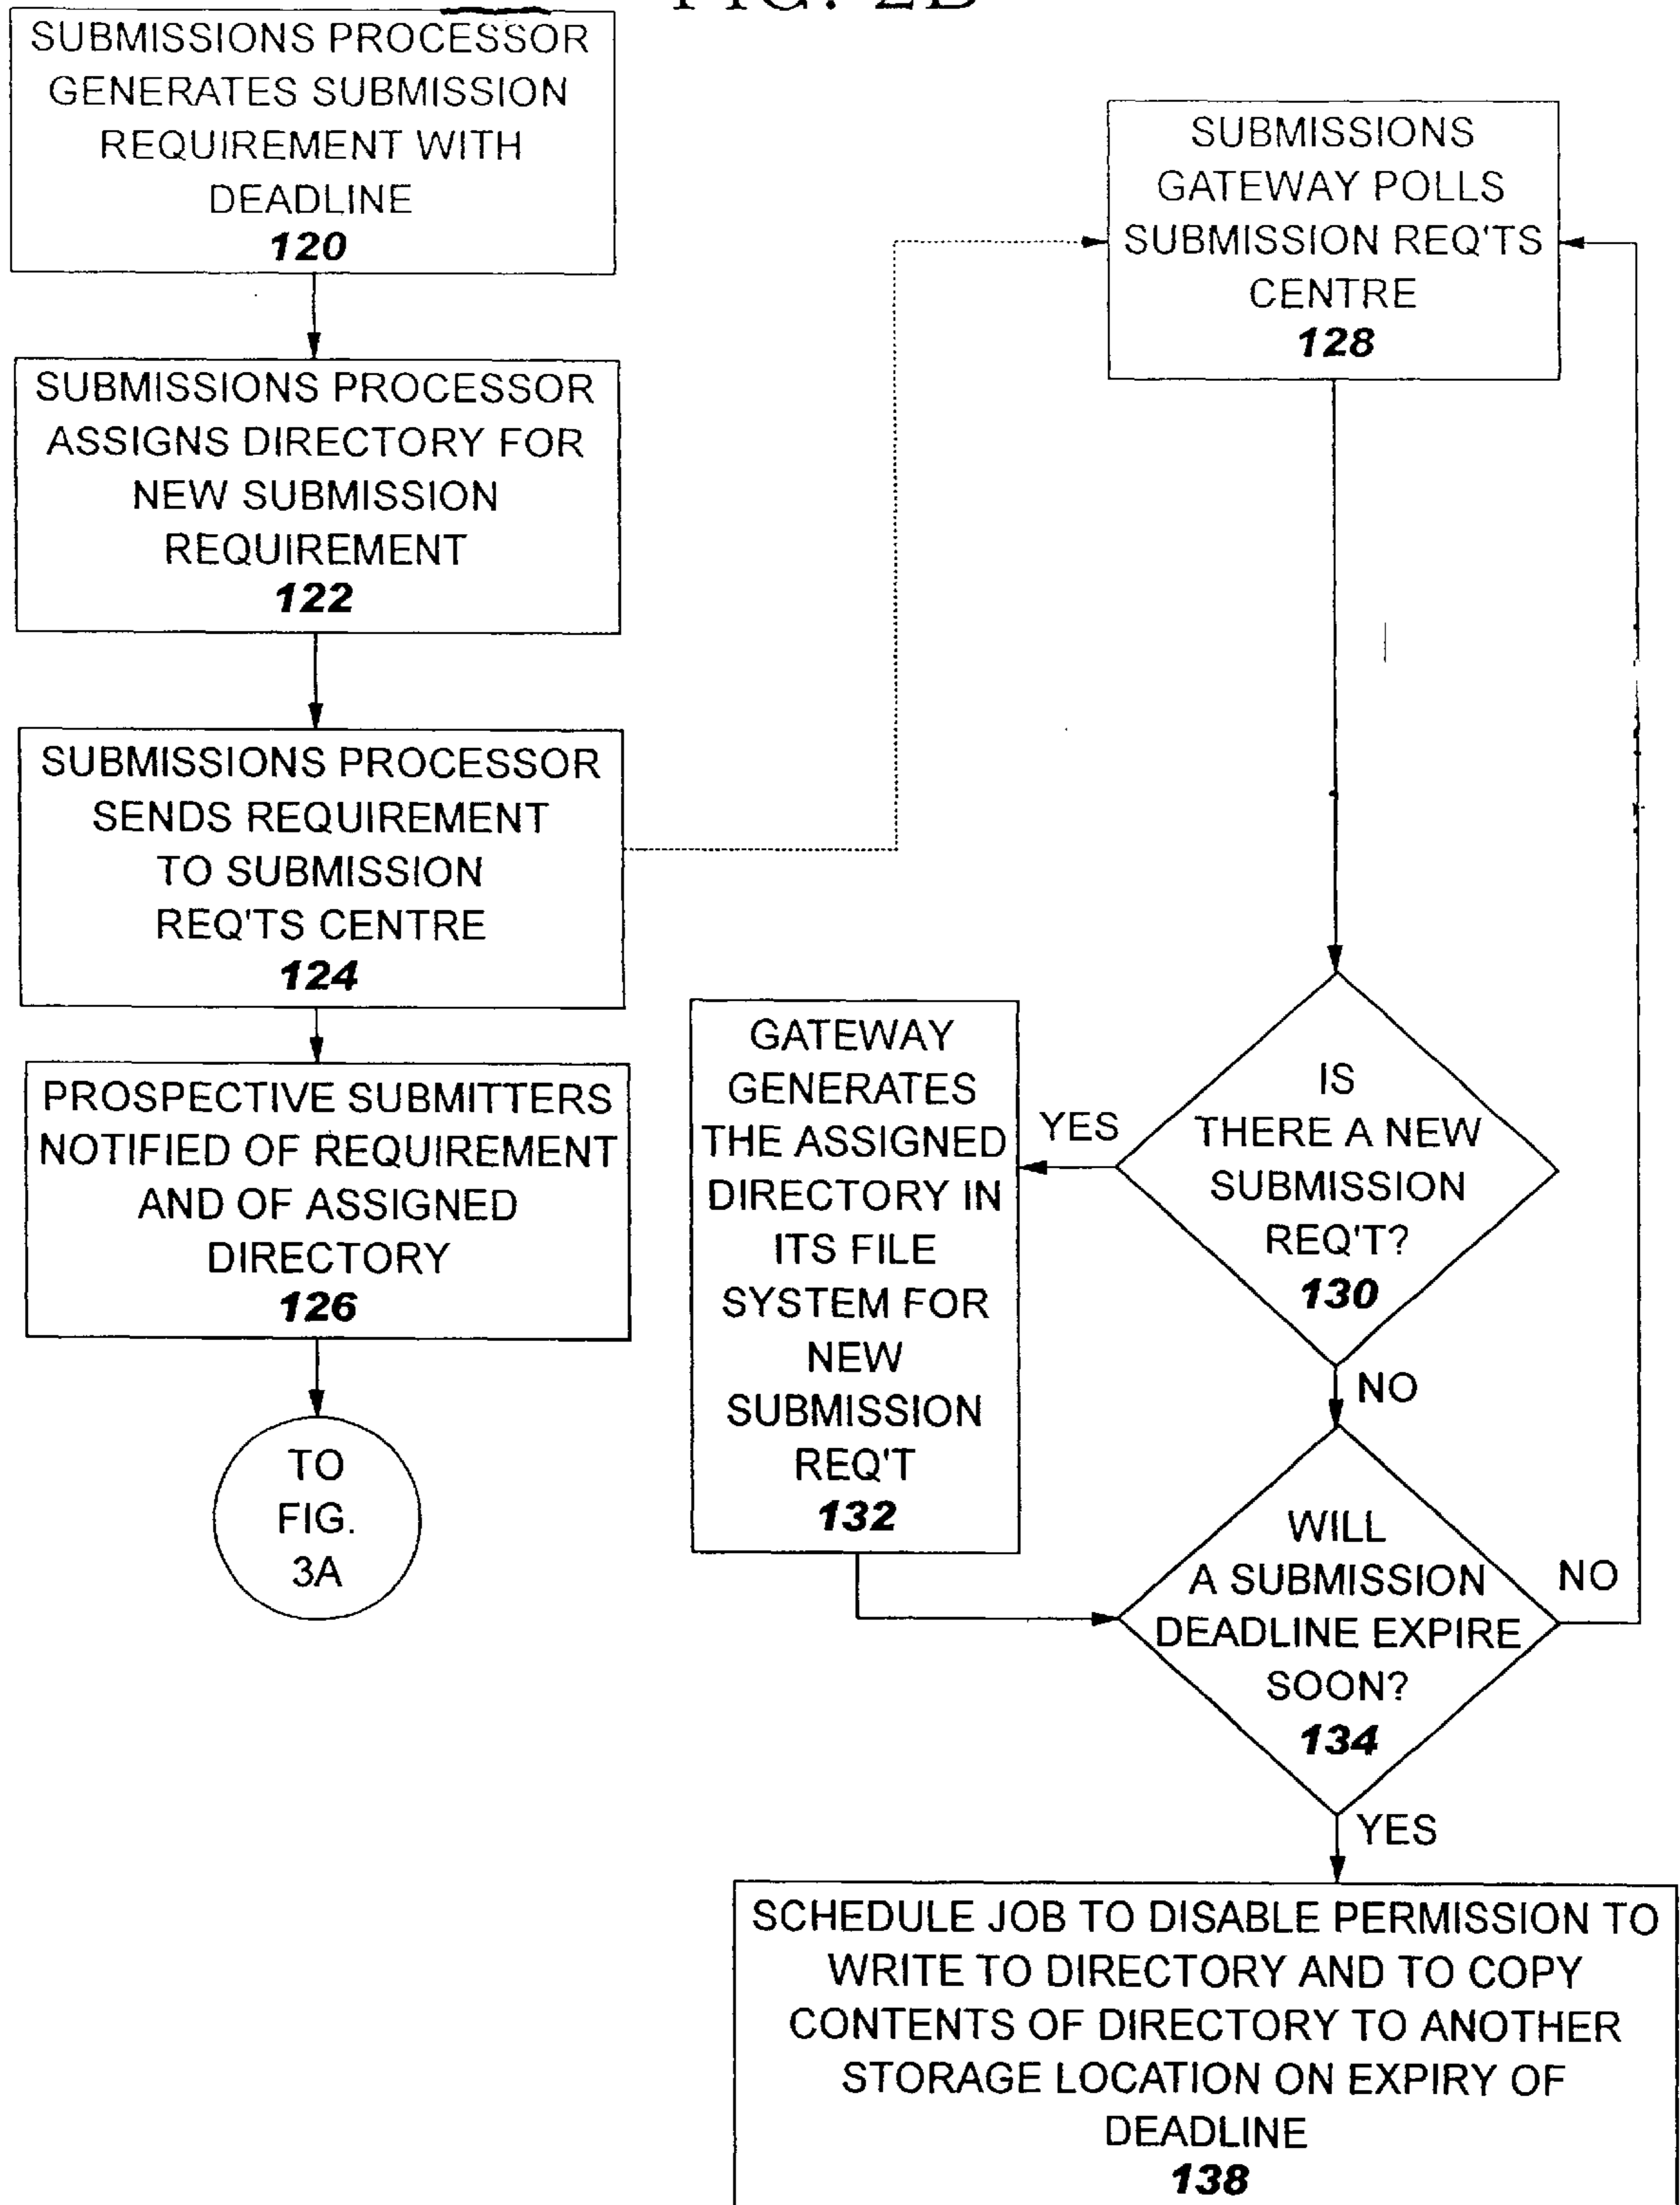 FIG. 2B
SUBMISSIONS PROCESSOR
GENERATES SUBMISSION
REQUIREMENT WITH
DEADLINE
120
SUBMISSIONS PROCESSOR
ASSIGNS DIRECTORY FOR
NEW SUBMISSION
REQUIREMENT
122
SUBMISSIONS PROCESSOR
SENDS REQUIREMENT
TO SUBMISSION
REQ'TS CENTRE
124
PROSPECTIVE SUBMITTERS
NOTIFIED OF REQUIREMENT
AND OF ASSIGNED
DIRECTORY
126
TO
FIG.
3A
SUBMISSIONS
GATEWAY POLLS
SUBMISSION REQ'TS
CENTRE
128
IS
THERE A NEW
SUBMISSION
REQ'T?
130
YES
NO
GATEWAY
GENERATES
THE ASSIGNED
DIRECTORY IN
ITS FILE
SYSTEM FOR
NEW
SUBMISSION
REQ'T
132
WILL
A SUBMISSION
DEADLINE EXPIRE
SOON?
134
NO
YES
SCHEDULE JOB TO DISABLE PERMISSION TO
WRITE TO DIRECTORY AND TO COPY
CONTENTS OF DIRECTORY TO ANOTHER
STORAGE LOCATION ON EXPIRY OF
DEADLINE
138